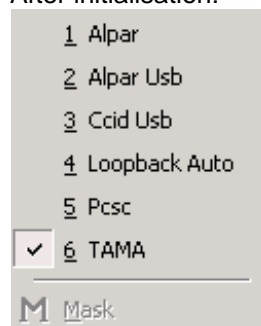 After initialisation:
1 Alpar
2 Alpar Usb
3 Ccid Usb
4 Loopback Auto
5 Pcsc
6 TAMA
M Mask